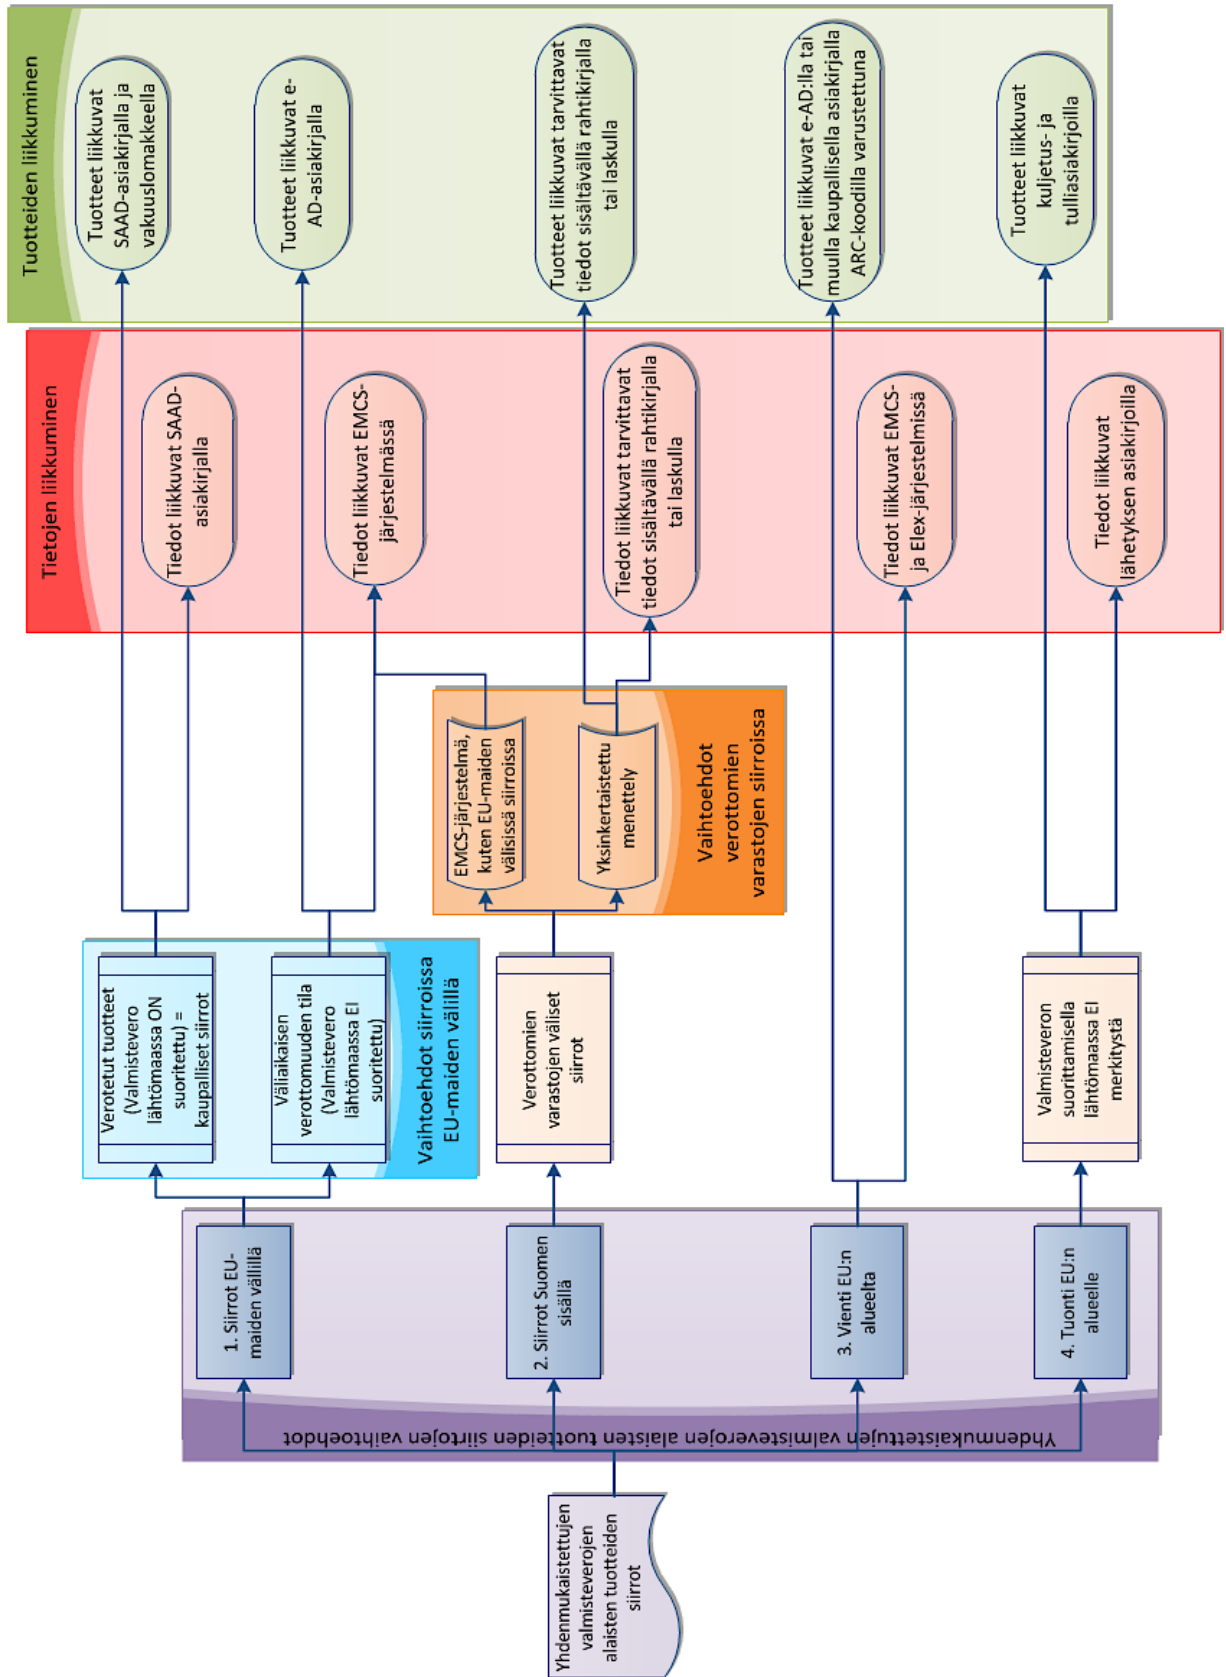 Yhdenmukaistettujen
valmisteverojen
alaisten tuotteiden
siirrot
Yhdenmukaistettujen valmisteverojen alaisten tuotteiden siirtojen vaihtoehdot
1. Siirrot EU-
maiden vällillä
2. Siirrot Suomen
sisällä
3. Vienti EU:n
alueelta
4. Tuonti EU:n
alueelle
Verotetut tuotteet
(Valmistevero
lähtömaassa ON
suoritettu) =
kaupalliset siirrot
Väliaikaisen
verottomuuden tila
(Valmistevero
lähtömaassa EI
suoritettu)
Vaihtoehdot siirroissa
EU-maiden välillä
Verottomien
varastojen väliset
siirrot
Valmisteveron
suorittamisella
lähtömaassa EI
merkitystä
EMCS-järjestelmä,
kuten EU-maiden
välisissä siirroissa
Yksinkertaistettu
menettely
Vaihtoehdot
verottomien
varastojen siirroissa
Tietojen liikkuminen
Tiedot liikkuvat SAAD-
asiakirjalla
Tiedot liikkuvat EMCS-
järjestelmässä
Tiedot liikkuvat tarvittavat
tiedot sisältävällä rahtikirjalla
tai laskulla
Tiedot liikkuvat EMCS-
ja Elex-järjestelmissä
Tiedot liikkuvat
lähetyksen asiakirjoilla
Tuotteiden liikkuminen
Tuotteet liikkuvat
SAAD-asiakirjalla ja
vakuuslomakkeella
Tuotteet liikkuvat e-
AD-asiakirjalla
Tuotteet liikkuvat tarvittavat
tiedot sisältävällä rahtikirjalla
tai laskulla
Tuotteet liikkuvat e-AD:lla tai
muulla kaupallisella asiakirjalla
ARC-koodilla varustettuna
Tuotteet liikkuvat
kuljetus- ja
tulliasiakirjoilla